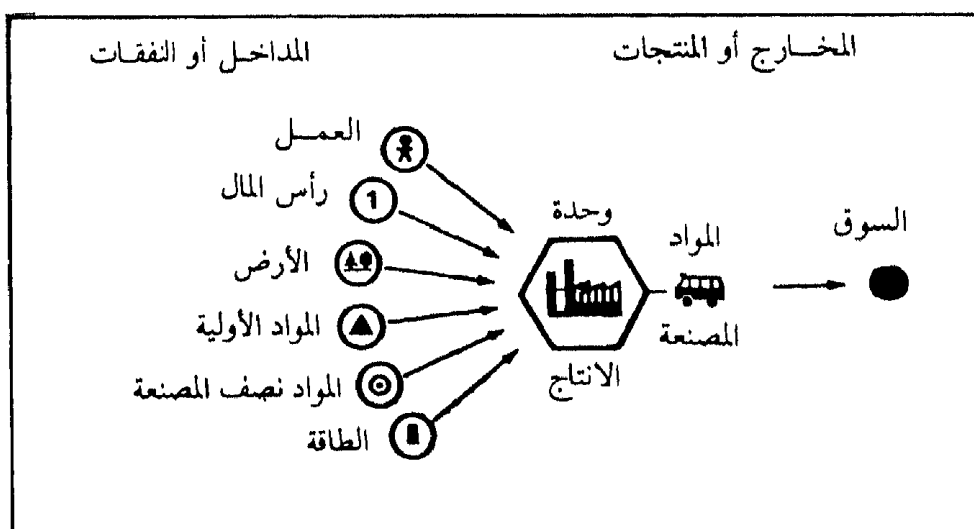 المخارج أو المنتجات
المداخل أو النفقات
العمل
رأس المال
1
الأرض
المواد الأولية
المواد نصف المصنعة
الطاقة
وحدة
الانتاج
المواد
المصنعة
السوق